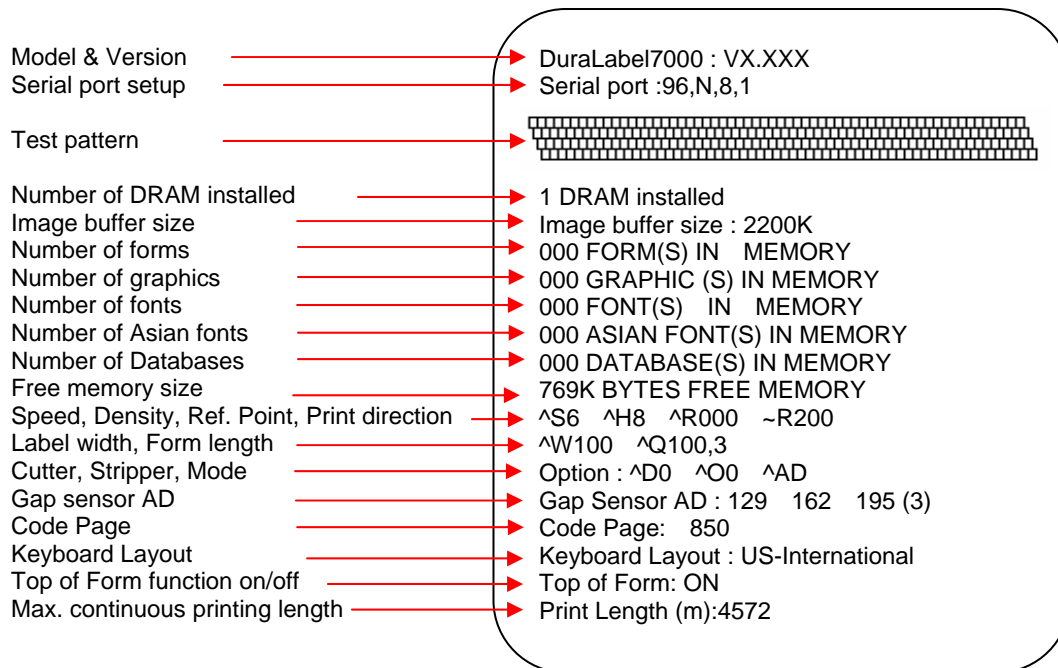 Model & Version DuraLabel7000 : VX.XXX
Serial port setup Serial port :96,N,8,1
Test pattern
Number of DRAM installed 1 DRAM installed
Image buffer size Image buffer size : 2200K
Number of forms 000 FORM(S) IN MEMORY
Number of graphics 000 GRAPHIC (S) IN MEMORY
Number of fonts 000 FONT(S) IN MEMORY
Number of Asian fonts 000 ASIAN FONT(S) IN MEMORY
Number of Databases 000 DATABASE(S) IN MEMORY
Free memory size 769K BYTES FREE MEMORY
Speed, Density, Ref. Point, Print direction ^S6 ^H8 ^R000 ~R200
Label width, Form length ^W100 ^Q100,3
Cutter, Stripper, Mode Option : ^D0 ^O0 ^AD
Gap sensor AD Gap Sensor AD : 129 162 195 (3)
Code Page Code Page: 850
Keyboard Layout Keyboard Layout : US-International
Top of Form function on/off Top of Form: ON
Max. continuous printing length Print Length (m):4572